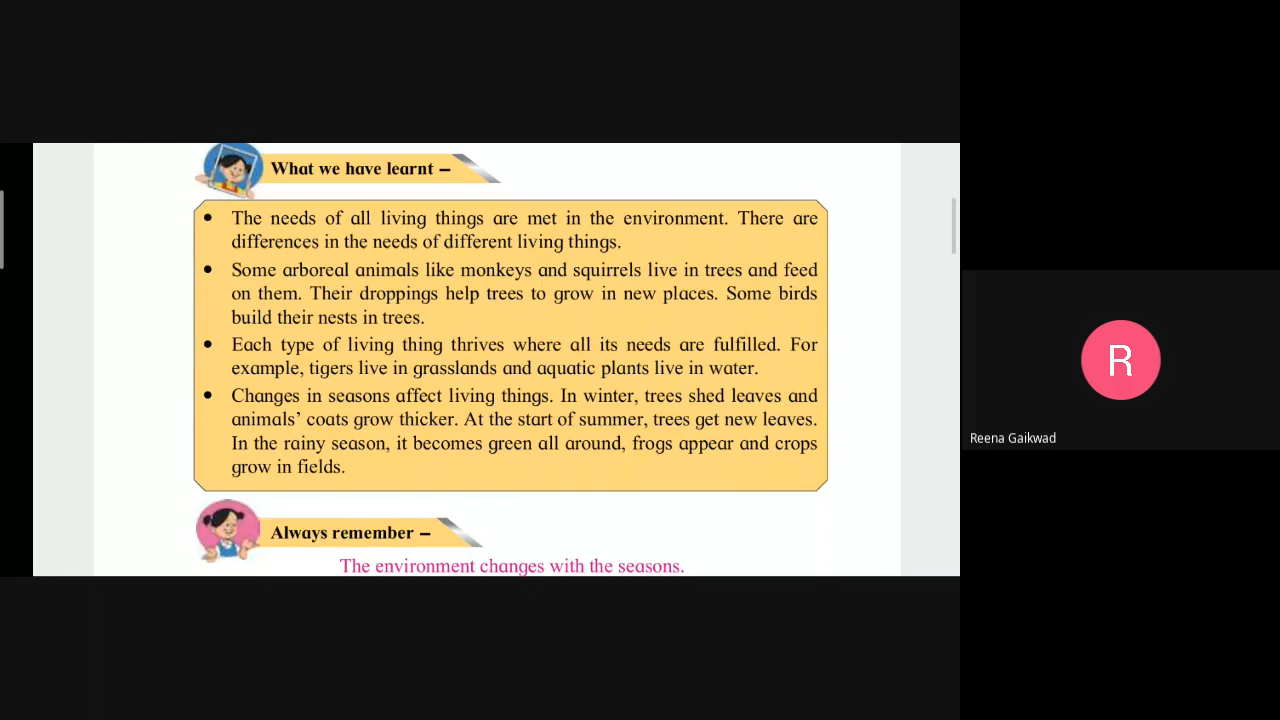 What we have learnt –
• The needs of all living things are met in the environment. There are
differences in the needs of different living things.
• Some arboreal animals like monkeys and squirrels live in trees and feed
on them. Their droppings help trees to grow in new places. Some birds
build their nests in trees.
• Each type of living thing thrives where all its needs are fulfilled. For
example, tigers live in grasslands and aquatic plants live in water.
• Changes in seasons affect living things. In winter, trees shed leaves and
animals’ coats grow thicker. At the start of summer, trees get new leaves.
In the rainy season, it becomes green all around, frogs appear and crops
grow in fields.
Always remember –
The environment changes with the seasons.
R
Reena Gaikwad